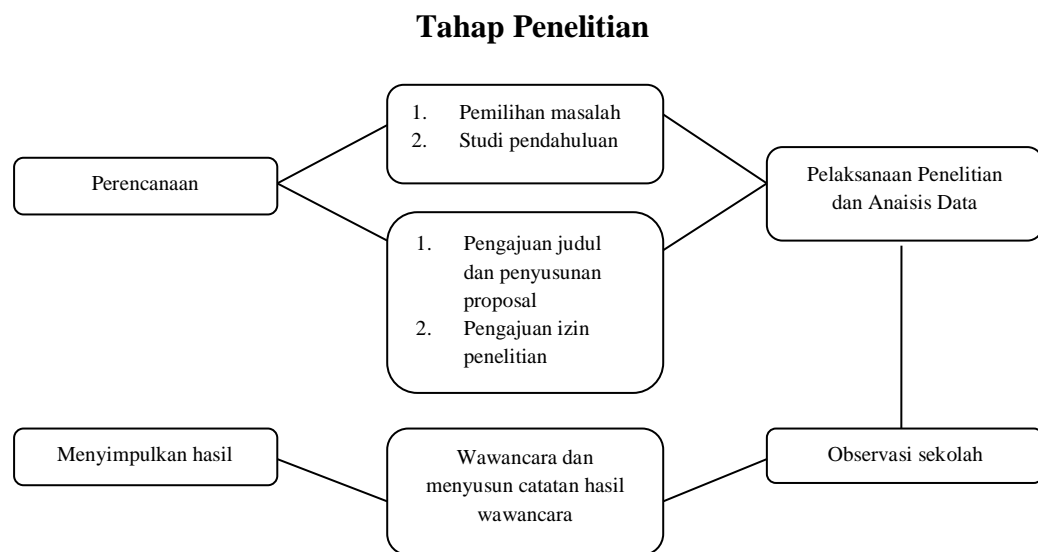 Tahap Penelitian
Perencanaan
1. Pemilihan masalah
2. Studi pendahuluan
1. Pengajuan judul
dan penyusunan
proposal
2. Pengajuan izin
penelitian
Pelaksanaan Penelitian
dan Anaisis Data
Observasi sekolah
Wawancara dan
menyusun catatan hasil
wawancara
Menyimpulkan hasil